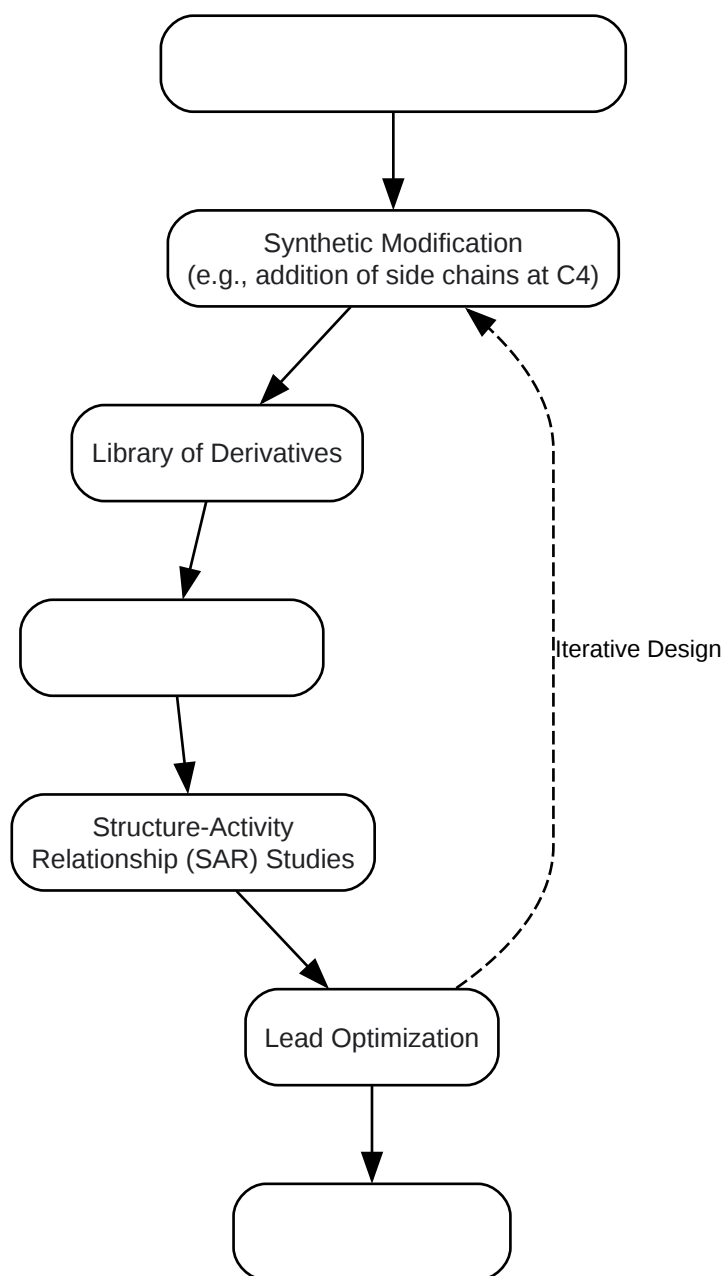 Synthetic Modification
(e.g., addition of side chains at C4)
Library of Derivatives
Iterative Design
Structure-Activity
Relationship (SAR) Studies
Lead Optimization